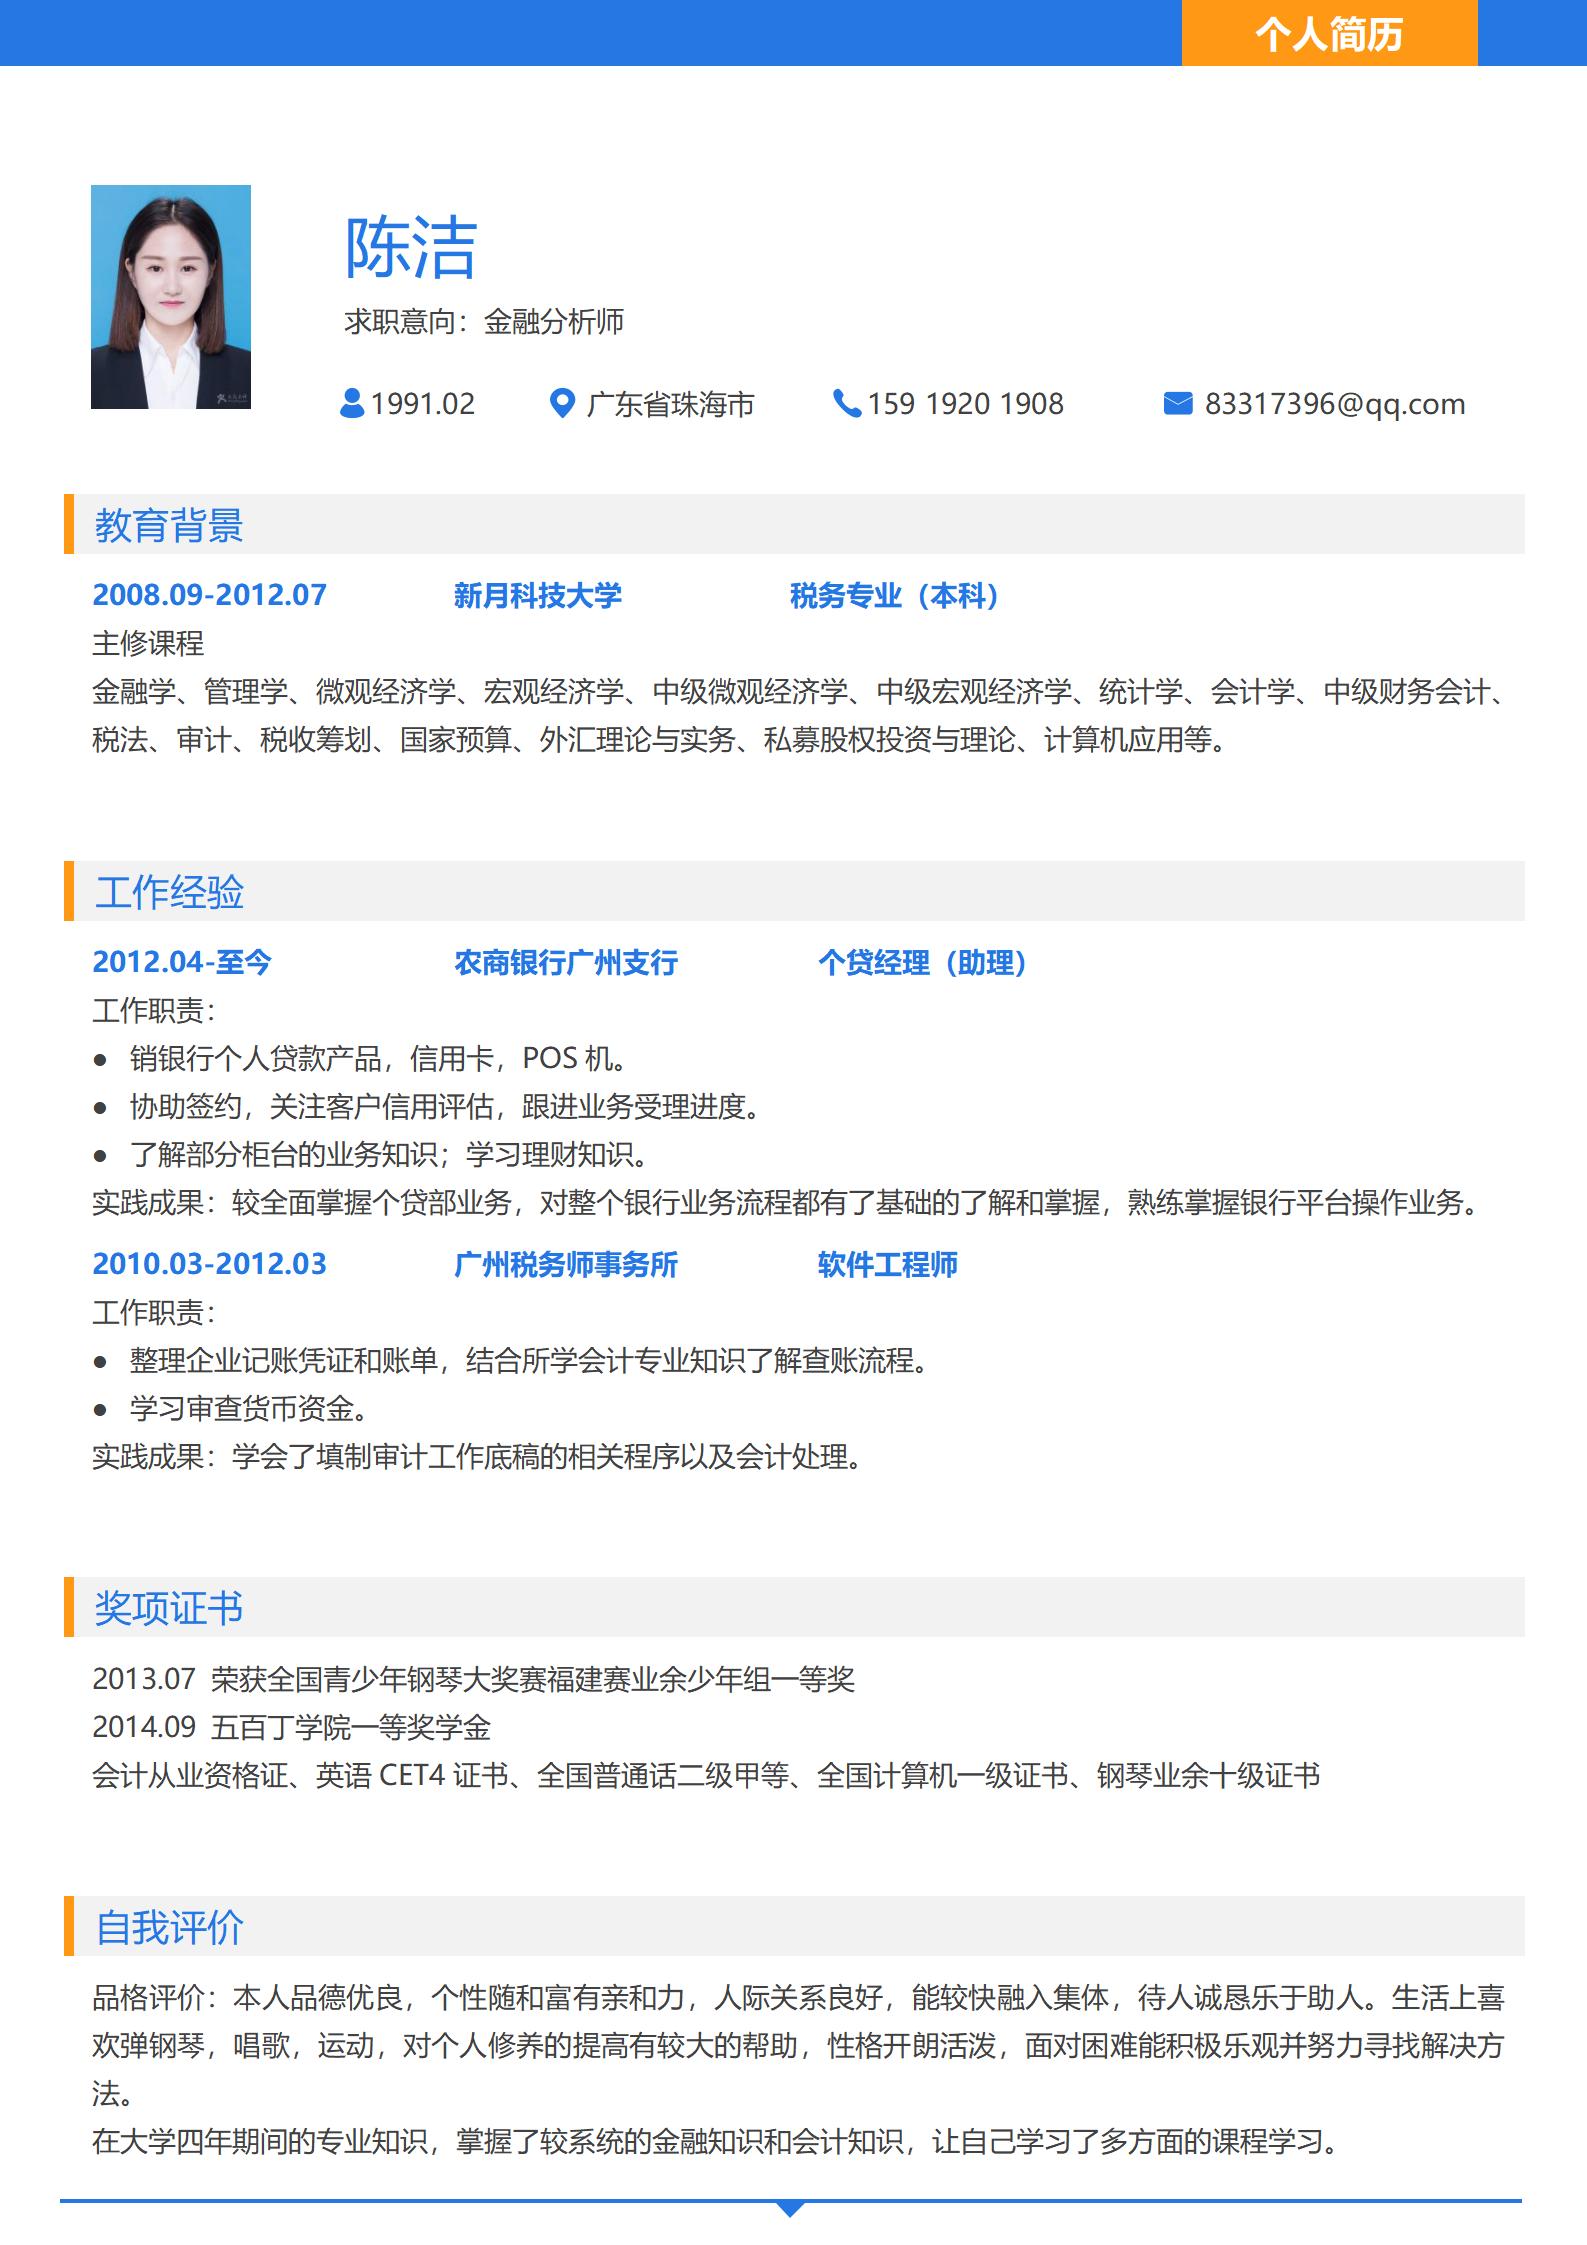 个人简历
陈洁
求职意向：金融分析师
1991.02 广东省珠海市 159 1920 1908 83317396@qq.com
教育背景
2008.09-2012.07 新月科技大学 税务专业（本科）
主修课程
金融学、管理学、微观经济学、宏观经济学、中级微观经济学、中级宏观经济学、统计学、会计学、中级财务会计、
税法、审计、税收筹划、国家预算、外汇理论与实务、私募股权投资与理论、计算机应用等。
工作经验
2012.04-至今 农商银行广州支行 个贷经理（助理）
工作职责：
● 销银行个人贷款产品，信用卡，POS 机。
● 协助签约，关注客户信用评估，跟进业务受理进度。
● 了解部分柜台的业务知识；学习理财知识。
实践成果：较全面掌握个贷部业务，对整个银行业务流程都有了基础的了解和掌握，熟练掌握银行平台操作业务。
2010.03-2012.03 广州税务师事务所 软件工程师
工作职责：
● 整理企业记账凭证和账单，结合所学会计专业知识了解查账流程。
● 学习审查货币资金。
实践成果：学会了填制审计工作底稿的相关程序以及会计处理。
奖项证书
2013.07 荣获全国青少年钢琴大奖赛福建赛业余少年组一等奖
2014.09 五百丁学院一等奖学金
会计从业资格证、英语 CET4 证书、全国普通话二级甲等、全国计算机一级证书、钢琴业余十级证书
自我评价
品格评价：本人品德优良，个性随和富有亲和力，人际关系良好，能较快融入集体，待人诚恳乐于助人。生活上喜
欢弹钢琴，唱歌，运动，对个人修养的提高有较大的帮助，性格开朗活泼，面对困难能积极乐观并努力寻找解决方
法。
在大学四年期间的专业知识，掌握了较系统的金融知识和会计知识，让自己学习了多方面的课程学习。